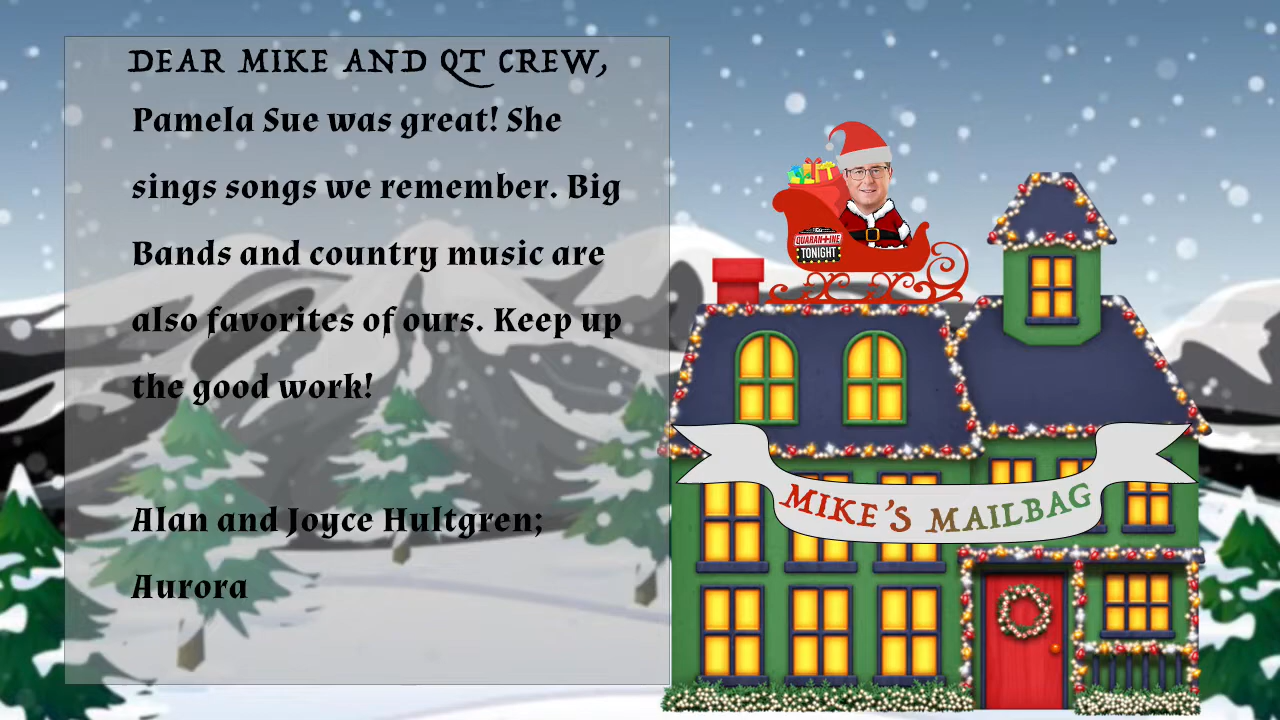 DEAR MIKE AND QT CREW,
Pamela Sue was great! She
sings songs we remember. Big
Bands and country music are
also favorites of ours. Keep up
the good work!
Alan and Joyce Hultgren;
Aurora
QUARANTINE
TONIGHT
MIKE'S MAILBAG